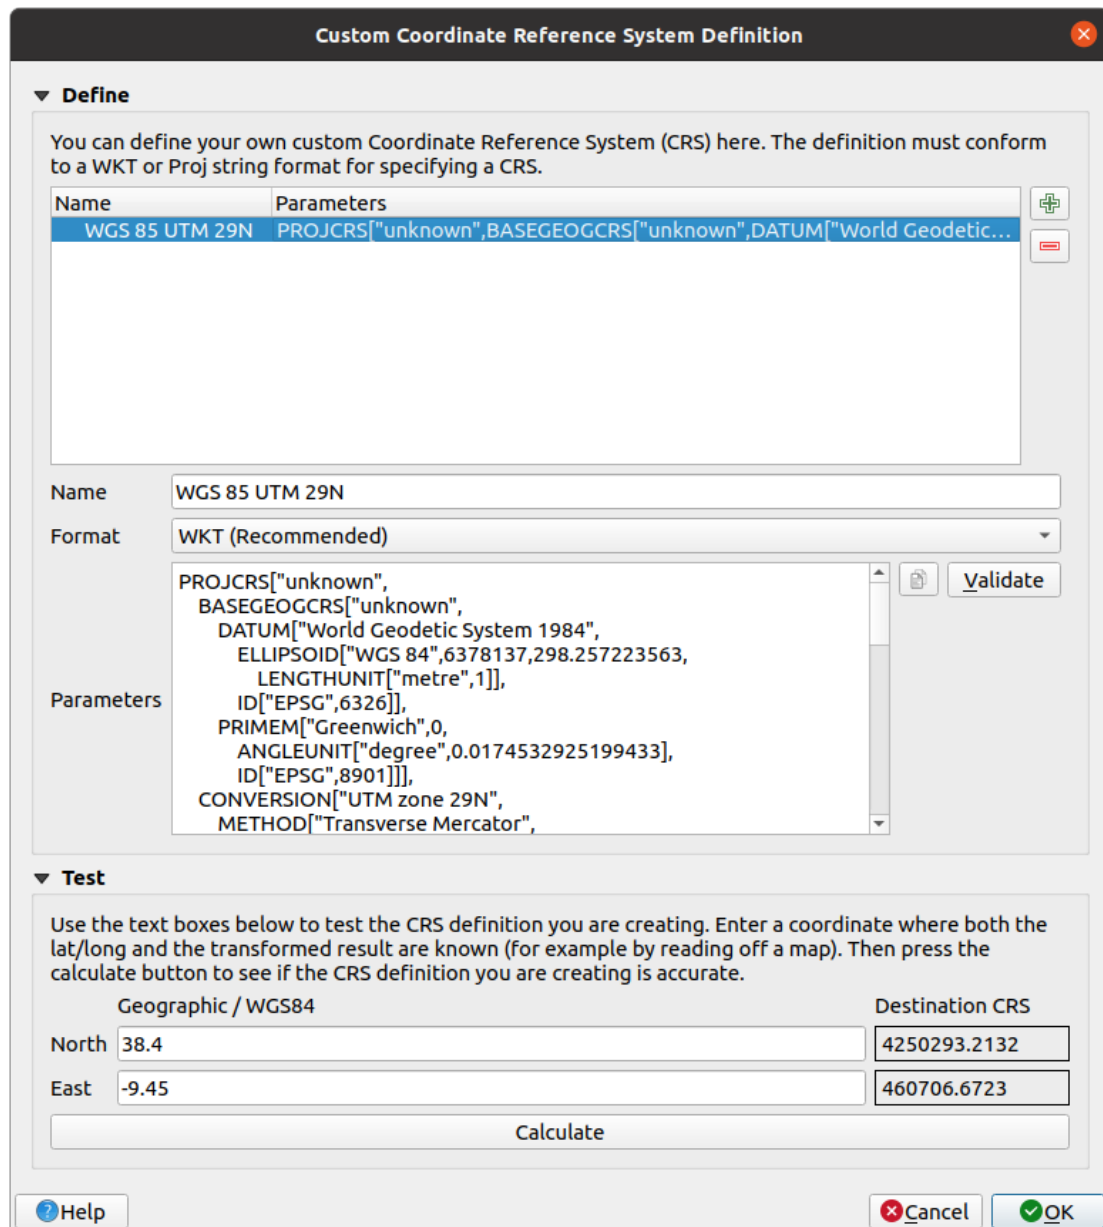 Custom Coordinate Reference System Definition
Define
You can define your own custom Coordinate Reference System (CRS) here. The definition must conform
to a WKT or Proj string format for specifying a CRS.
Name Parameters
WGS 85 UTM 29N PROJCRS["unknown",BASEGEOGCRS["unknown",DATUM["World Geodetic...
Name WGS 85 UTM 29N
Format WKT (Recommended)
Parameters
PROJCRS["unknown",
BASEGEOGCRS["unknown",
DATUM["World Geodetic System 1984",
ELLIPSOID["WGS 84",6378137,298.257223563,
LENGTHUNIT["metre",1]],
ID["EPSG",6326]],
PRIMEM["Greenwich",0,
ANGLEUNIT["degree",0.0174532925199433],
ID["EPSG",8901]]],
CONVERSION["UTM zone 29N",
METHOD["Transverse Mercator",
Validate
Test
Use the text boxes below to test the CRS definition you are creating. Enter a coordinate where both the
lat/long and the transformed result are known (for example by reading off a map). Then press the
calculate button to see if the CRS definition you are creating is accurate.
Geographic / WGS84 Destination CRS
North 38.4 4250293.2132
East -9.45 460706.6723
Calculate
Help Cancel OK